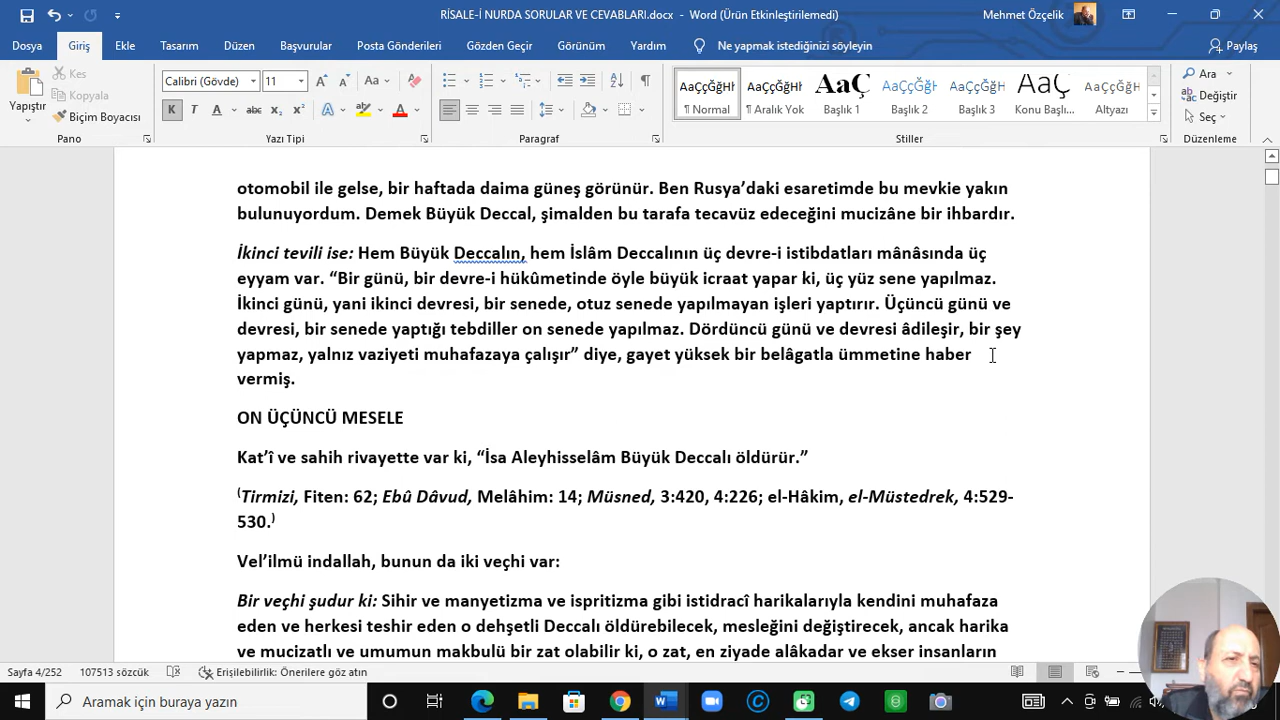 RİSALE-İ NURDA SORULAR VE CEVABLARI.docx - Word (Ürün Etkinleştirilemedi)
Mehmet Özçelik
Dosya Giriş Ekle Tasarım Düzen Başvurular Posta Gönderileri Gözden Geçir Görünüm Yardım Ne yapmak istediğinizi söyleyin Paylaş
Yapıştır
Kes
Kopyala
Biçim Boyacısı
Calibri (Gövde) 11
AaÇçĞğHł AaÇçĞğHł AaÇ AaÇçĞğł AaÇçĞğH AaÇ AaÇçĞğH
¶ Normal ¶ Aralık Yok Başlık 1 Başlık 2 Başlık 3 Konu Başlı... Altyazı
Ara
Değiştir
Seç
Pano Yazı Tipi Paragraf Stiller Düzenleme
otomobil ile gelse, bir haftada daima güneş görünür. Ben Rusya’daki esaretimde bu mevkie yakın
bulunuyordum. Demek Büyük Deccal, şimalden bu tarafa tecavüz edeceğini mucizâne bir ihbardır.
İkinci tevili ise: Hem Büyük Deccalın, hem İslâm Deccalının üç devre-i istibdatları mânâsında üç
eyyam var. “Bir günü, bir devre-i hükûmetinde öyle büyük icraat yapar ki, üç yüz sene yapılmaz.
İkinci günü, yani ikinci devresi, bir senede, otuz senede yapılmayan işleri yaptırır. Üçüncü günü ve
devresi, bir senede yaptığı tebdiller on senede yapılmaz. Dördüncü günü ve devresi âdileşir, bir şey
yapmaz, yalnız vaziyeti muhafazaya çalışır” diye, gayet yüksek bir belâgatla ümmetine haber
vermiş.
ON ÜÇÜNCÜ MESELE
Kat’î ve sahih rivayette var ki, “İsa Aleyhisselâm Büyük Deccalı öldürür.”
(Tirmizi, Fiten: 62; Ebû Dâvud, Melâhim: 14; Müsned, 3:420, 4:226; el-Hâkim, el-Müstedrek, 4:529-
530.)
Vel’ilmü indallah, bunun da iki veçhi var:
Bir veçhi şudur ki: Sihir ve manyetizma ve ispritizma gibi istidracî harikalarıyla kendini muhafaza
eden ve herkesi teshir eden o dehşetli Deccalı öldürebilecek, mesleğini değiştirecek, ancak harika
ve mucizatlı ve umumun makbulü bir zat olabilir ki, o zat, en ziyade alâkadar ve ekser insanların
Sayfa 4/252 107513 sözcük Erişilebilirlik: Önerilere göz atın
Aramak için buraya yazın